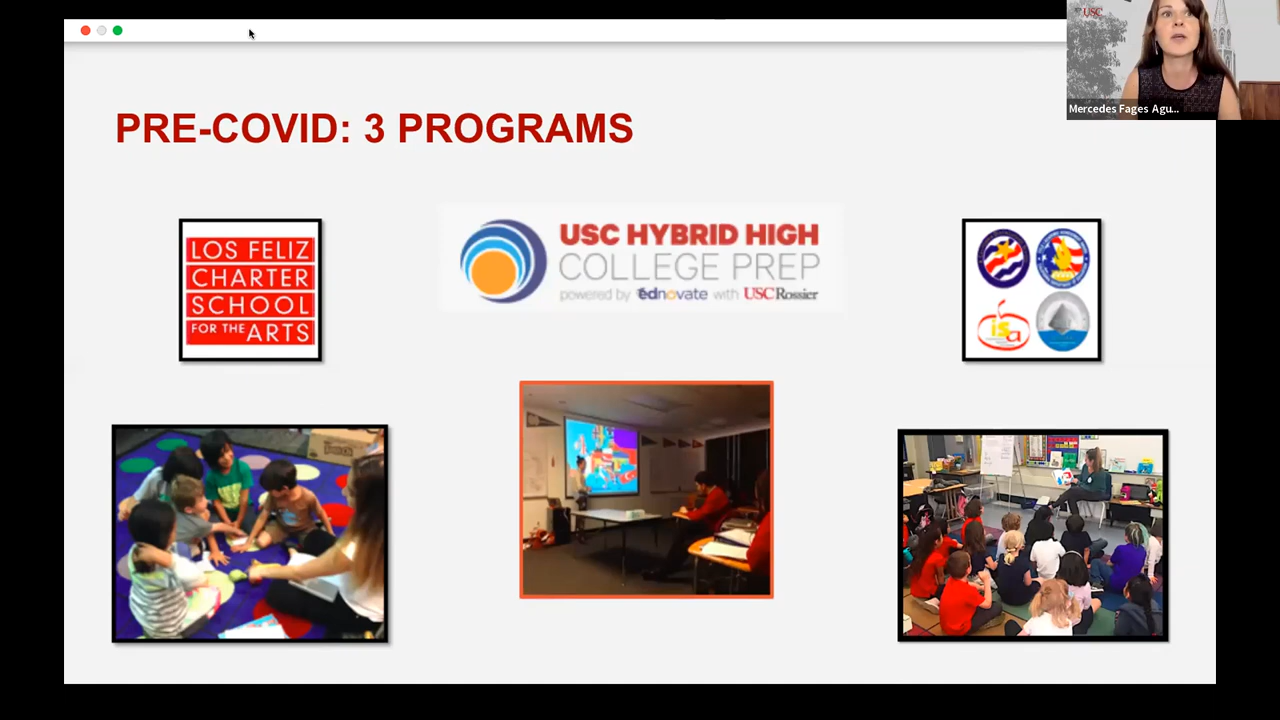 USC
Mercedes Fages Agu...
PRE-COVID: 3 PROGRAMS
LOS FELIZ
CHARTER
SCHOOL
FOR THE ARTS
USC HYBRID HIGH
COLLEGE PREP
powered by ednovate with USC Rossier
isa